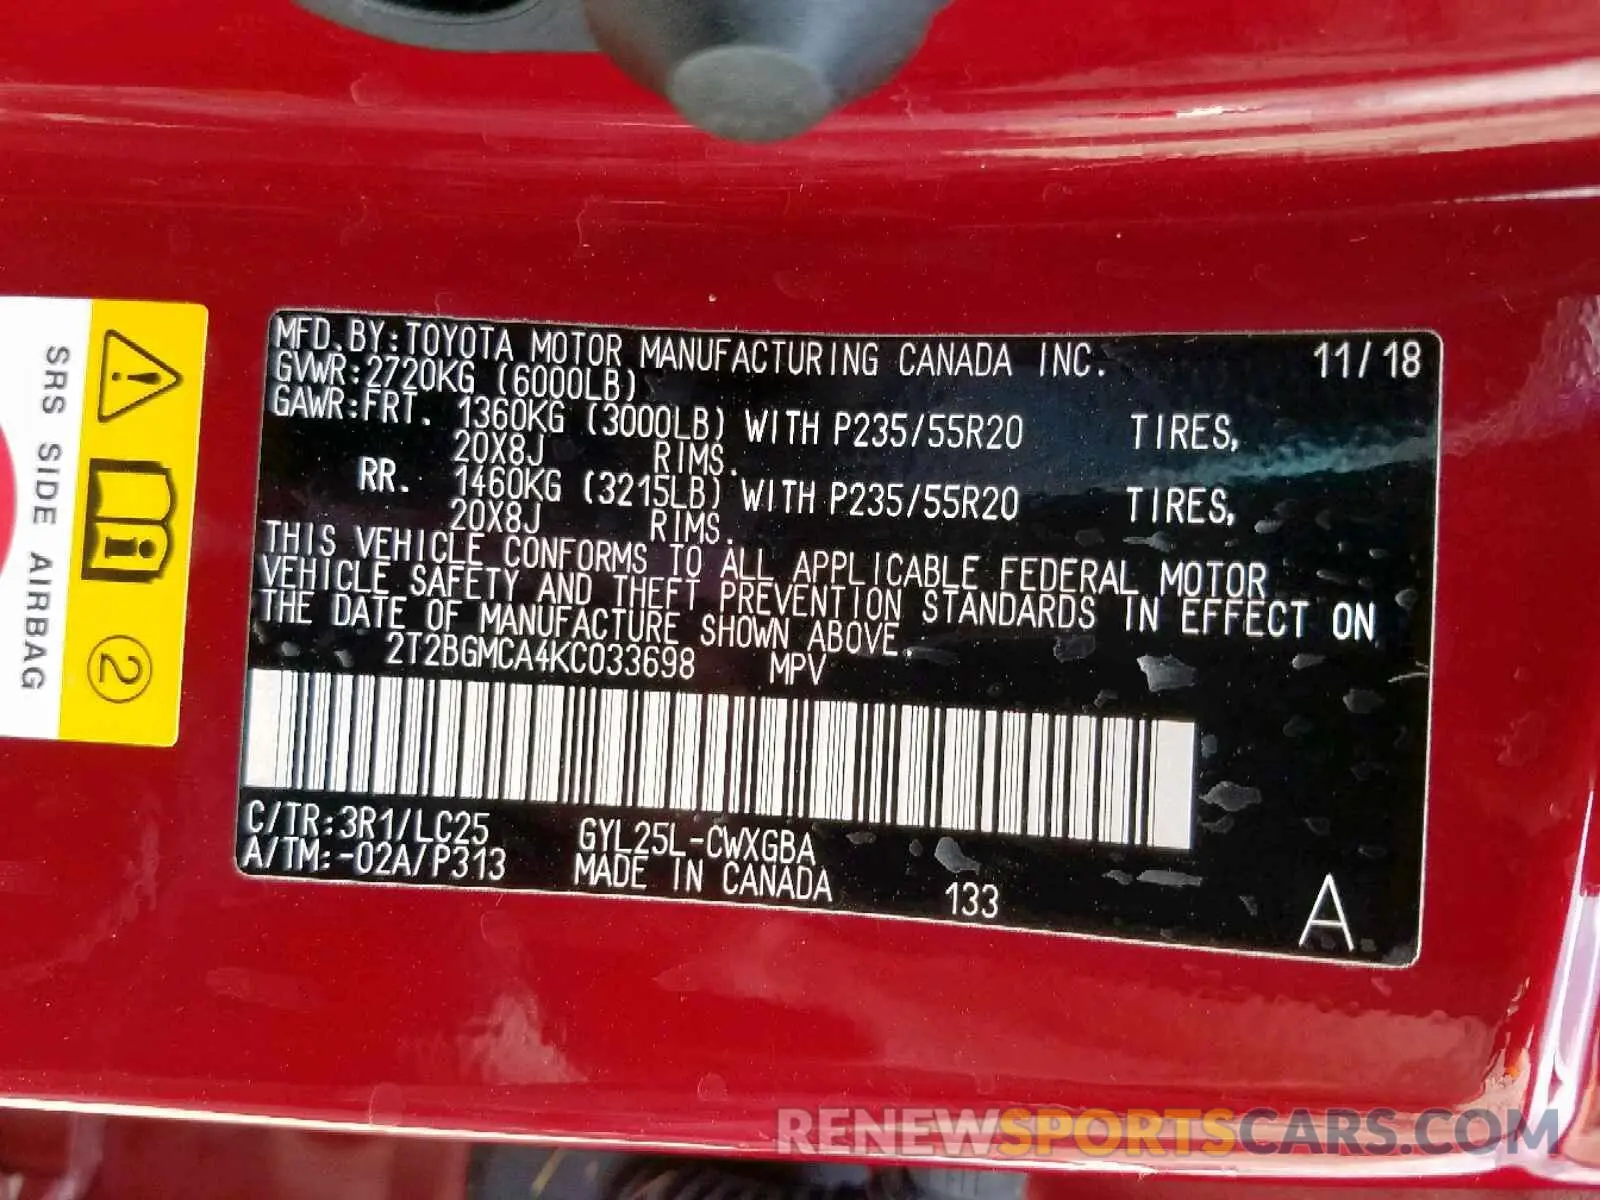 MFD.BY:TOYOTA MOTOR MANUFACTURING CANADA INC. 11/18
GVWR:2720KG (6000LB)
GAWR:FRT. 1360KG (3000LB) WITH P235/55R20 TIRES,
20X8J RIMS.
RR. 1460KG (3215LB) WITH P235/55R20 TIRES,
20X8J RIMS.
THIS VEHICLE CONFORMS TO ALL APPLICABLE FEDERAL MOTOR
VEHICLE SAFETY AND THEFT PREVENTION STANDARDS IN EFFECT ON
THE DATE OF MANUFACTURE SHOWN ABOVE.
2T2BGMCA4KC033698 MPV
C/TR:3R1/LC25 GYL25L-CWXGBA
A/TM:-02A/P313 MADE IN CANADA 133 A
SRS SIDE AIRBAG
2
RENEWSPORTSCARS.COM